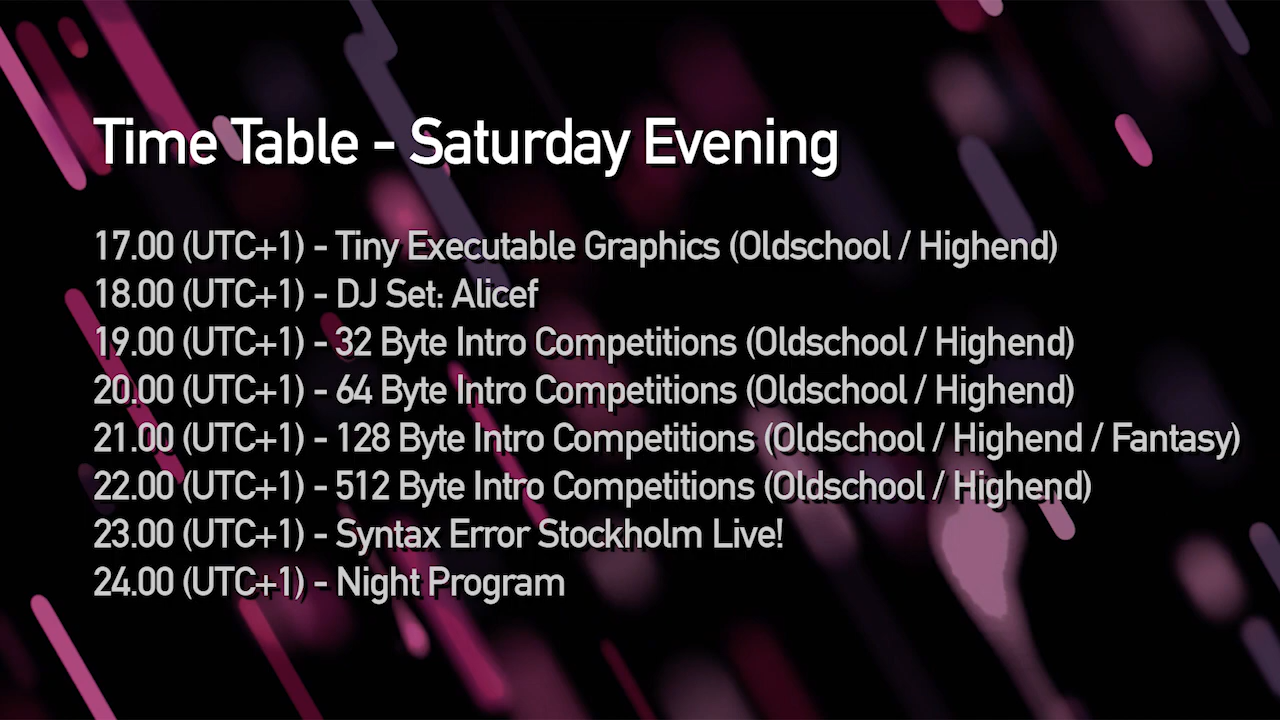 Time Table - Saturday Evening
17.00 (UTC+1) - Tiny Executable Graphics (Oldschool / Highend)
18.00 (UTC+1) - DJ Set: Alicef
19.00 (UTC+1) - 32 Byte Intro Competitions (Oldschool / Highend)
20.00 (UTC+1) - 64 Byte Intro Competitions (Oldschool / Highend)
21.00 (UTC+1) - 128 Byte Intro Competitions (Oldschool / Highend / Fantasy)
22.00 (UTC+1) - 512 Byte Intro Competitions (Oldschool / Highend)
23.00 (UTC+1) - Syntax Error Stockholm Live!
24.00 (UTC+1) - Night Program